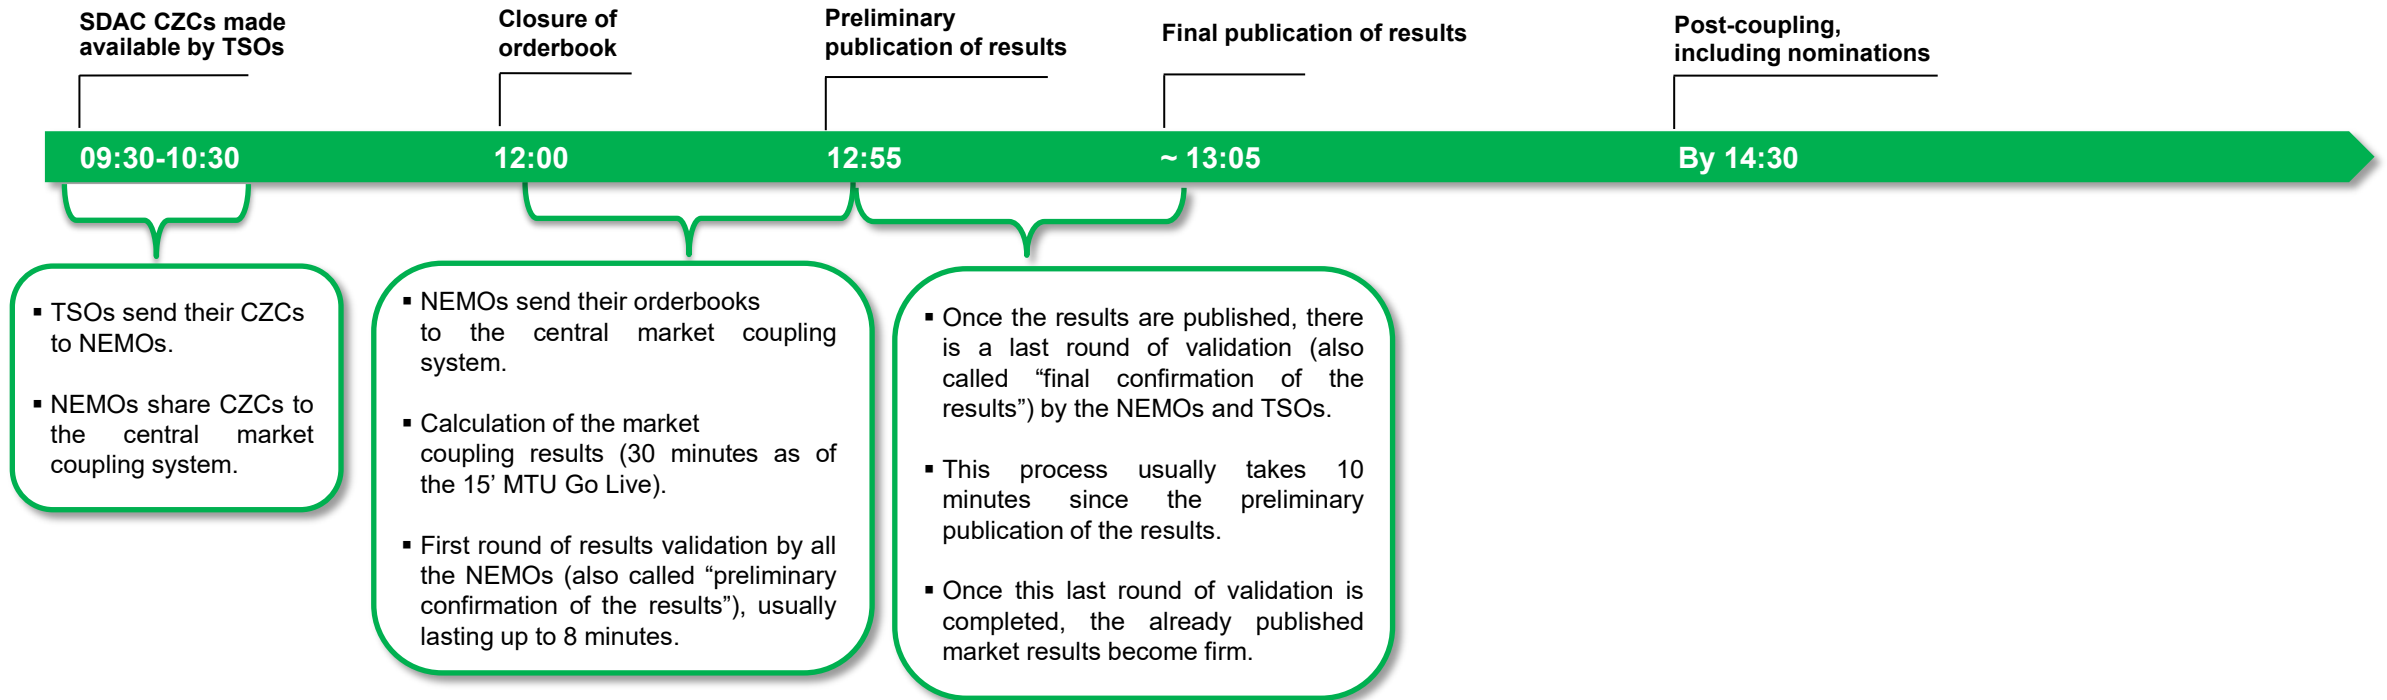 SDAC CZCs made
available by TSOs
Closure of
orderbook
Preliminary
publication of results
Final publication of results
Post-coupling,
including nominations
09:30-10:30
12:00
12:55
~ 13:05
By 14:30
▪ TSOs send their CZCs
to NEMOs.
▪ NEMOs share CZCs to
the central market
coupling system.
▪ NEMOs send their orderbooks
to the central market coupling
system.
▪ Calculation of the market
coupling results (30 minutes as of
the 15’ MTU Go Live).
▪ First round of results validation by all
the NEMOs (also called “preliminary
confirmation of the results”), usually
lasting up to 8 minutes.
▪ Once the results are published, there
is a last round of validation (also
called “final confirmation of the
results”) by the NEMOs and TSOs.
▪ This process usually takes 10
minutes since the preliminary
publication of the results.
▪ Once this last round of validation is
completed, the already published
market results become firm.